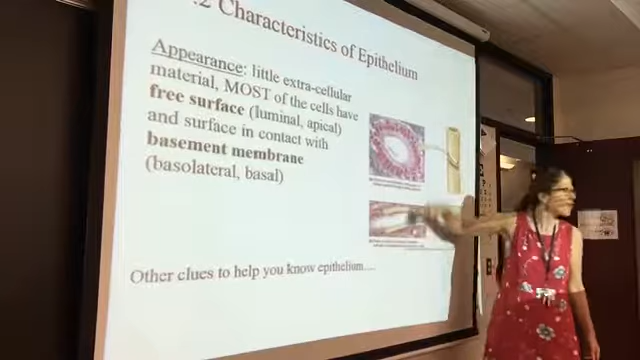 .2 Characteristics of Epithelium
Appearance: little extra-cellular
material, MOST of the cells have
free surface (luminal, apical)
and surface in contact with
basement membrane
(basolateral, basal)
Other clues to help you know epithelium....